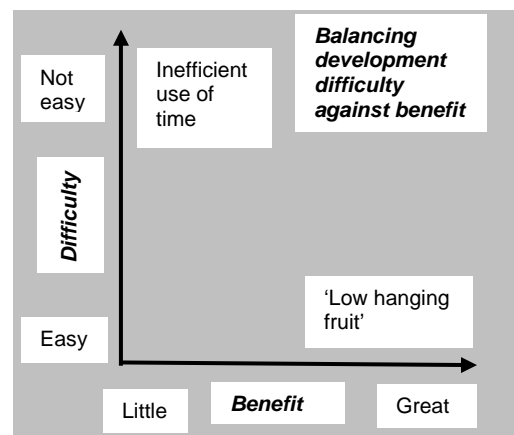 Balancing
development
difficulty
against benefit
Not
easy
Inefficient
use of
time
Difficulty
‘Low hanging
fruit’
Easy
Little
Benefit
Great